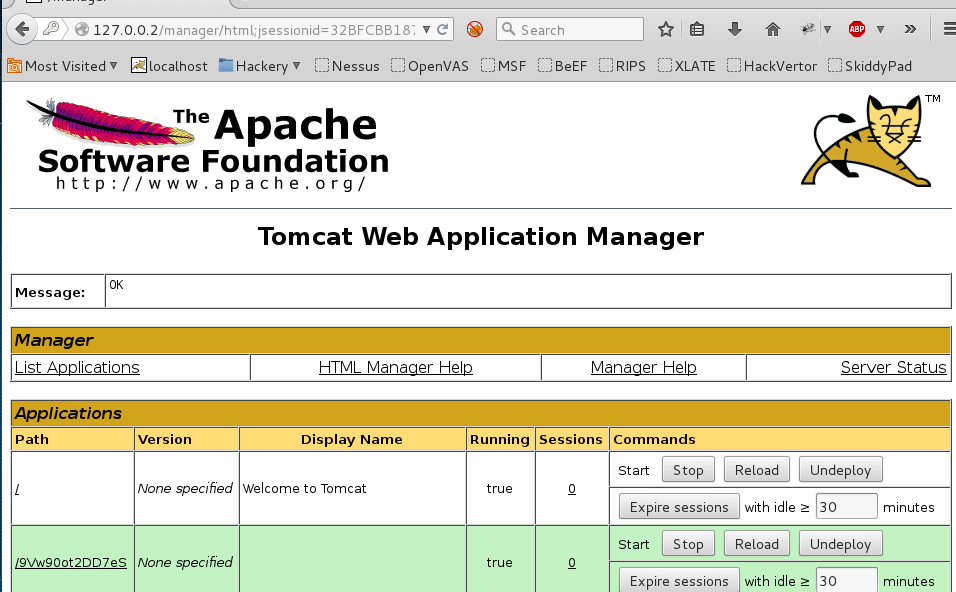 127.0.0.2/manager/html;jsessionid=32BFCBB187
Search
ABP
Most Visited
localhost
Hackery
Nessus
OpenVAS
MSF
BeEF
RIPS
XLATE
HackVertor
SkiddyPad
The Apache
Software Foundation
http://www.apache.org/
TM
Tomcat Web Application Manager
Message: OK
Manager
List Applications HTML Manager Help Manager Help Server Status
Applications
Path Version Display Name Running Sessions Commands
/ None specified Welcome to Tomcat true 0 Start Stop Reload Undeploy
Expire sessions with idle ≥ 30 minutes
/9Vw90ot2DD7eS None specified true 0 Start Stop Reload Undeploy
Expire sessions with idle ≥ 30 minutes